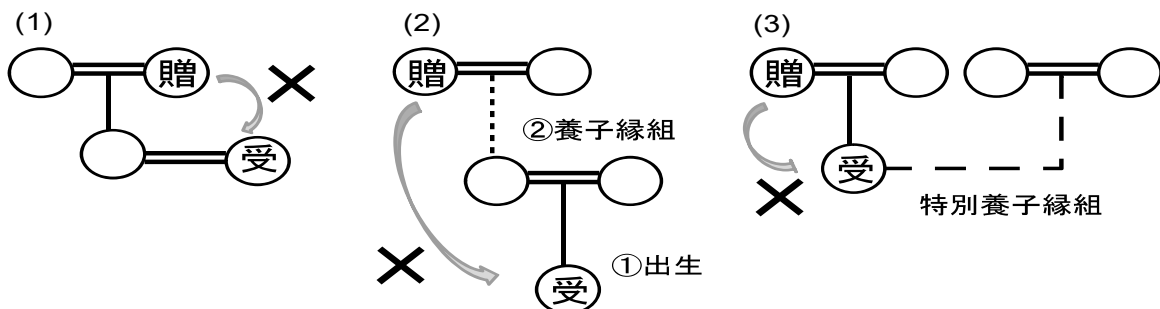 (1)
贈
受
(2)
贈
②養子縁組
①出生
受
(3)
贈
受
特別養子縁組